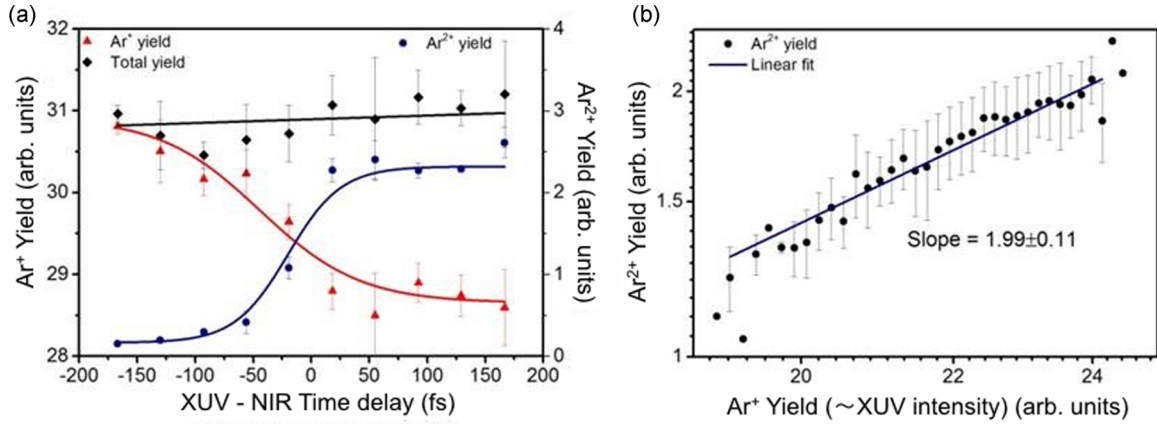 (a)
32
31
30
29
28
Ar⁺ Yield (arb. units)
Ar⁺ yield
Total yield
Ar²⁺ yield
4
3
2
1
0
Ar²⁺ Yield
(arb. units)
-200 -150 -100 -50 0 50 100 150 200
XUV - NIR Time delay (fs)
(b)
Ar²⁺ yield
Linear fit
2
1.5
1
Ar²⁺ Yield (arb. units)
Slope = 1.99±0.11
20 22 24
Ar⁺ Yield (～XUV intensity) (arb. units)